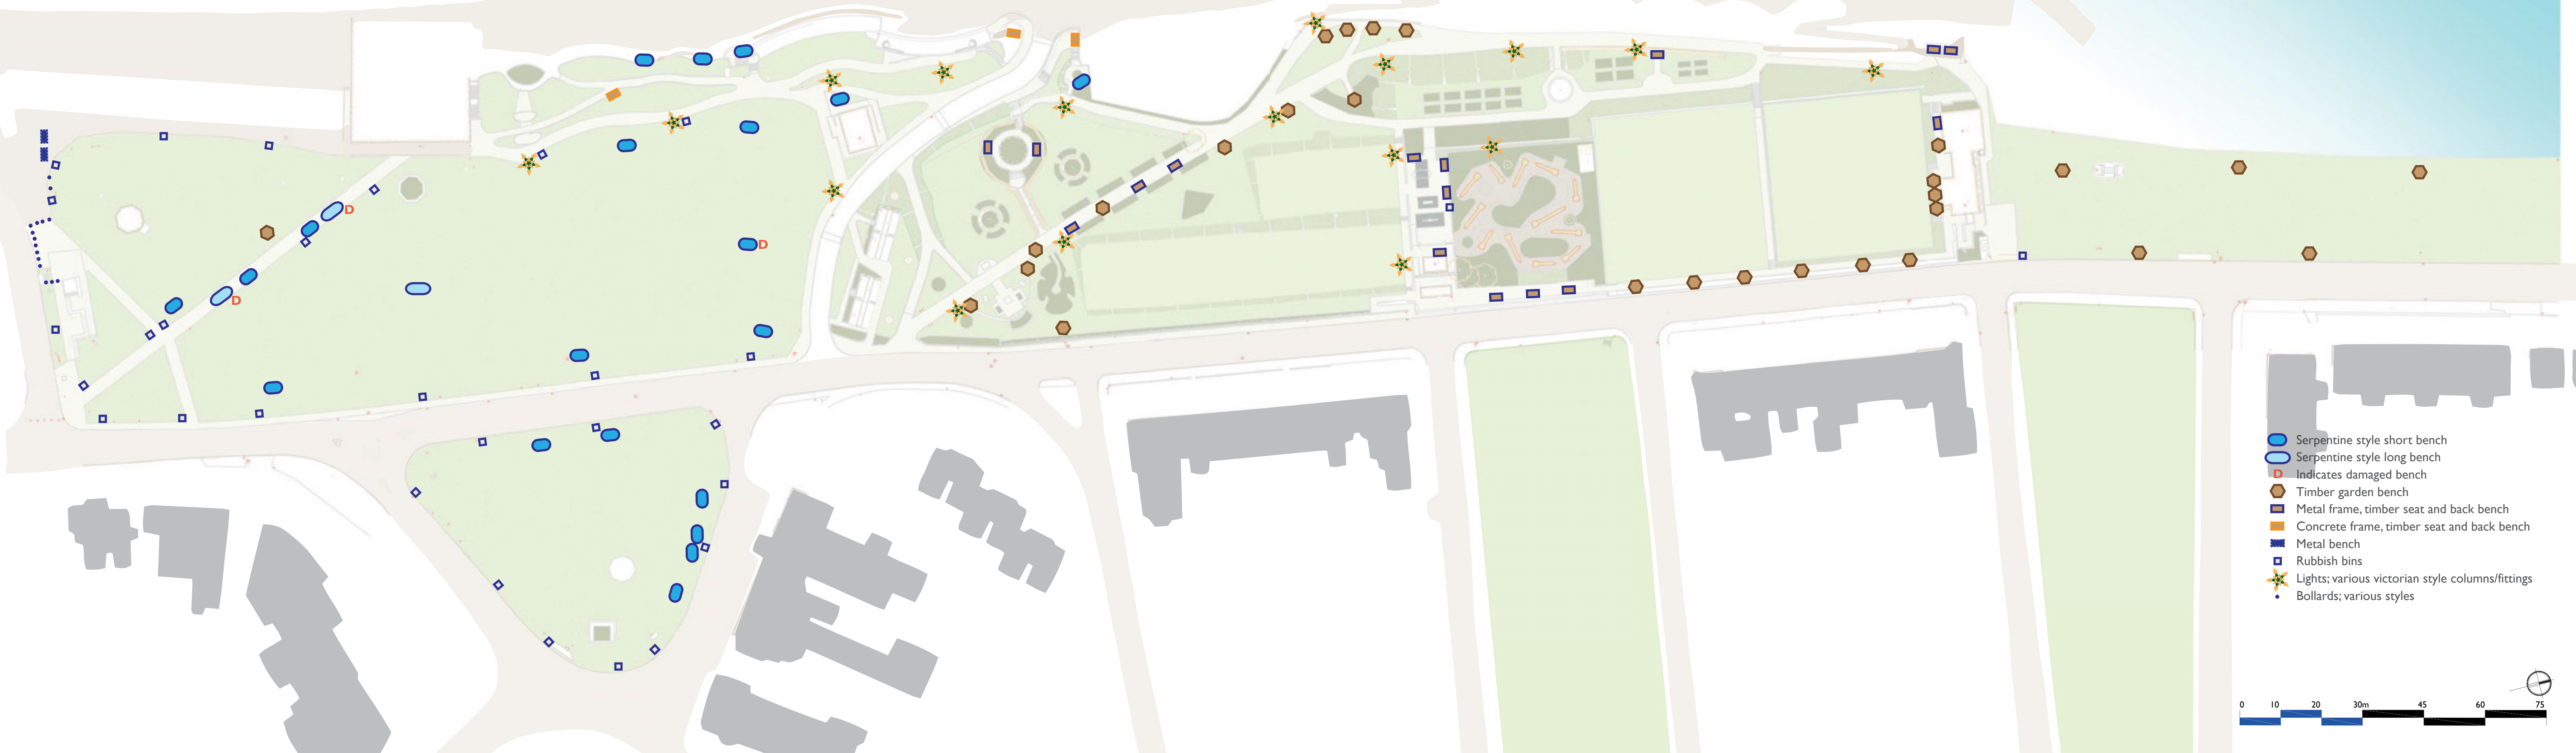 D
D
D
Serpentine style short bench
Serpentine style long bench
D Indicates damaged bench
Timber garden bench
Metal frame, timber seat and back bench
Concrete frame, timber seat and back bench
Metal bench
Rubbish bins
Lights; various victorian style columns/fittings
Bollards; various styles
0 10 20 30m 45 60 75